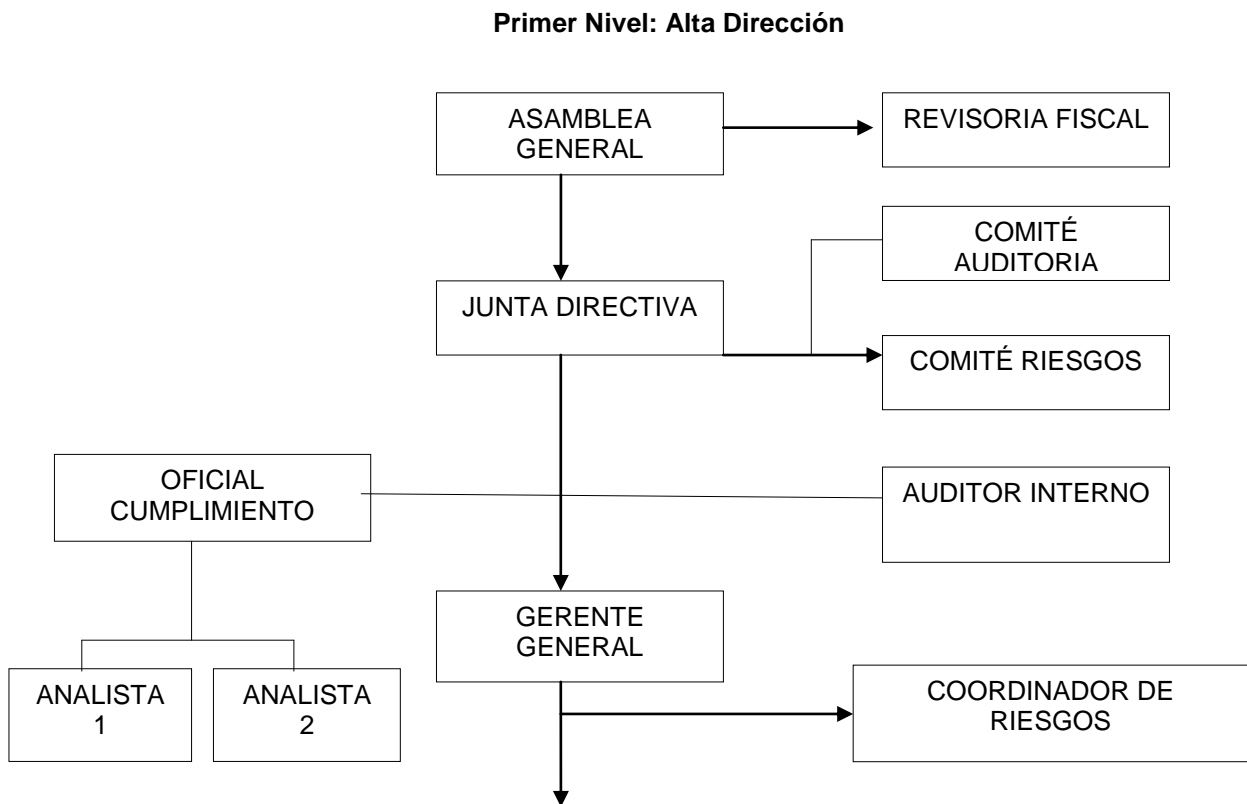 Primer Nivel: Alta Dirección
ASAMBLEA
GENERAL
REVISORIA FISCAL
COMITÉ
AUDITORIA
JUNTA DIRECTIVA
COMITÉ RIESGOS
OFICIAL
CUMPLIMIENTO
AUDITOR INTERNO
GERENTE
GENERAL
ANALISTA
1
ANALISTA
2
COORDINADOR DE
RIESGOS